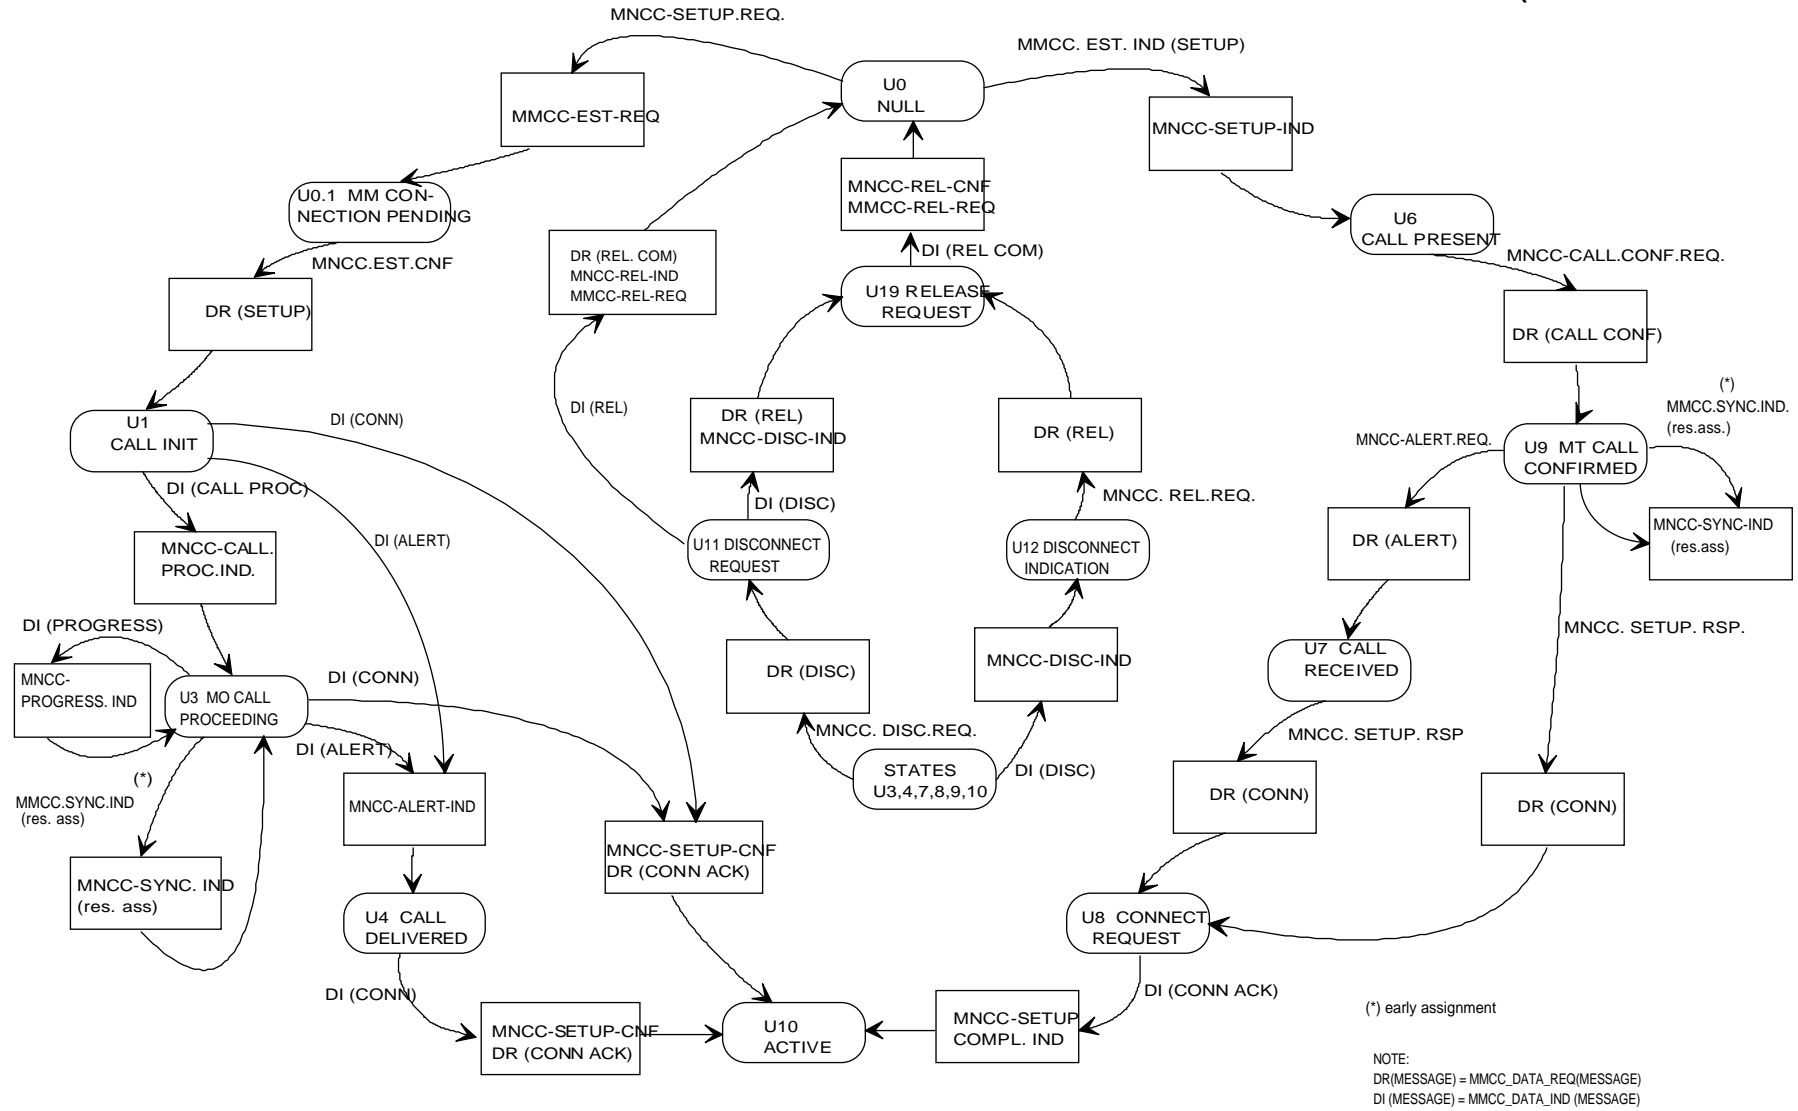 MNCC-SETUP.REQ.
MMCC. EST. IND (SETUP)
U0
NULL
MMCC-EST-REQ
MNCC-SETUP-IND
U0.1 MM CON-
NECTION PENDING
MNCC-REL-CNF
MMCC-REL-REQ
U6
CALL PRESENT
MNCC.EST.CNF
DR (REL. COM)
MNCC-REL-IND
MMCC-REL-REQ
DI (REL COM)
MNCC-CALL.CONF.REQ.
DR (SETUP)
U19 RELEASE
REQUEST
DR (CALL CONF)
U1
CALL INIT
DI (CONN)
DI (REL)
DR (REL)
MNCC-DISC-IND
DR (REL)
MNCC-ALERT.REQ.
U9 MT CALL
CONFIRMED
(*)
MMCC.SYNC.IND.
(res.ass.)
DI (CALL PROC)
DI (DISC)
MNCC. REL.REQ.
MNCC-CALL.
PROC.IND.
DI (ALERT)
U11 DISCONNECT
REQUEST
U12 DISCONNECT
INDICATION
DR (ALERT)
MNCC-SYNC-IND
(res.ass)
DI (PROGRESS)
MNCC-
PROGRESS. IND
U3 MO CALL
PROCEEDING
DI (CONN)
DR (DISC)
MNCC-DISC-IND
U7 CALL
RECEIVED
MNCC. SETUP. RSP.
DI (ALERT)
MNCC. DISC.REQ.
MNCC. SETUP. RSP
(*)
MMCC.SYNC.IND
(res. ass)
MNCC-ALERT-IND
STATES
U3,4,7,8,9,10
DI (DISC)
DR (CONN)
DR (CONN)
MNCC-SYNC. IND
(res. ass)
MNCC-SETUP-CNF
DR (CONN ACK)
U4 CALL
DELIVERED
U8 CONNECT
REQUEST
DI (CONN)
DI (CONN ACK)
MNCC-SETUP-CNF
DR (CONN ACK)
U10
ACTIVE
MNCC-SETUP
COMPL. IND
(*) early assignment
NOTE:
DR(MESSAGE) = MMCC_DATA_REQ(MESSAGE)
DI (MESSAGE) = MMCC_DATA_IND (MESSAGE)